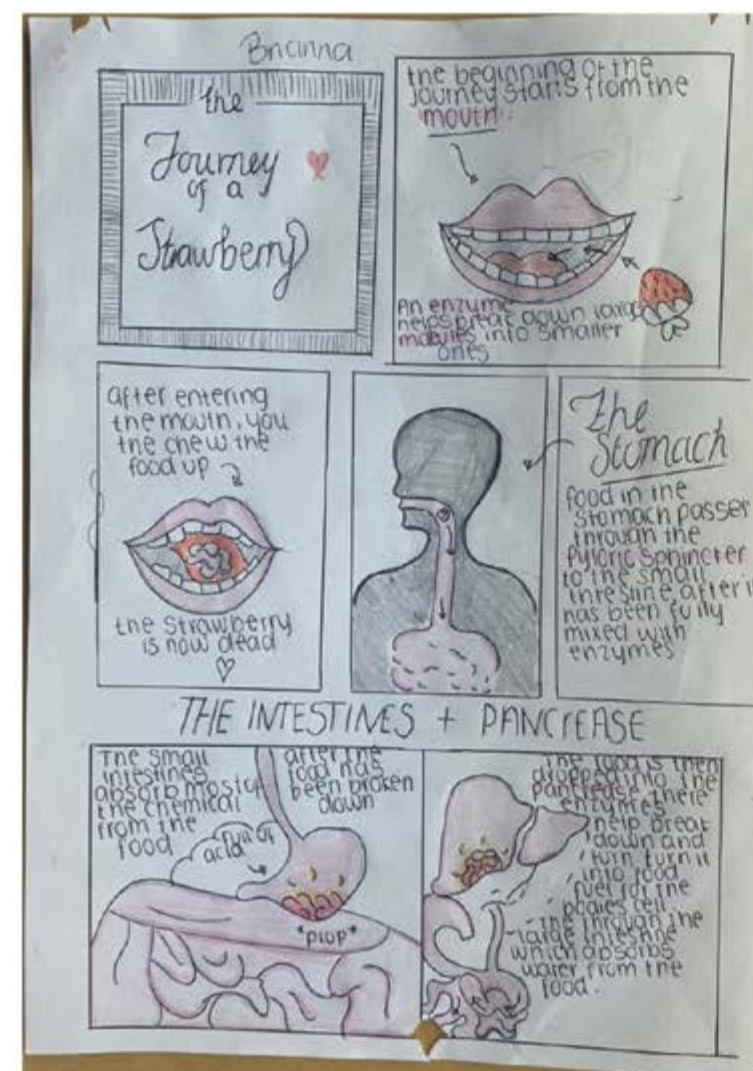 Brianna
the
Journey
of a
Strawberry
the beginning of the
journey starts from the
mouth.
An enzyme
helps break down large
molules into smaller
ones
after entering
the mouth, you
the chew the
food up
the strawberry
is now dead
The
Stomach
food in the
stomach passes
through the
Pyloric Sphincter
to the small
intestine, after i
has been fully
mixed with
enzymes
THE INTESTINES + PANCREASE
The small
intestines
absorb most of
the chemical
from the
food
after the
food has
been broken
down
full of
acid
*plop*
The food is then
dropped into the
pancrease, there
enzymes
help break
down and
turn turn it
into food
fuel for the
bodies cell
the through the
large intestine
which absorbs
water from the
food.